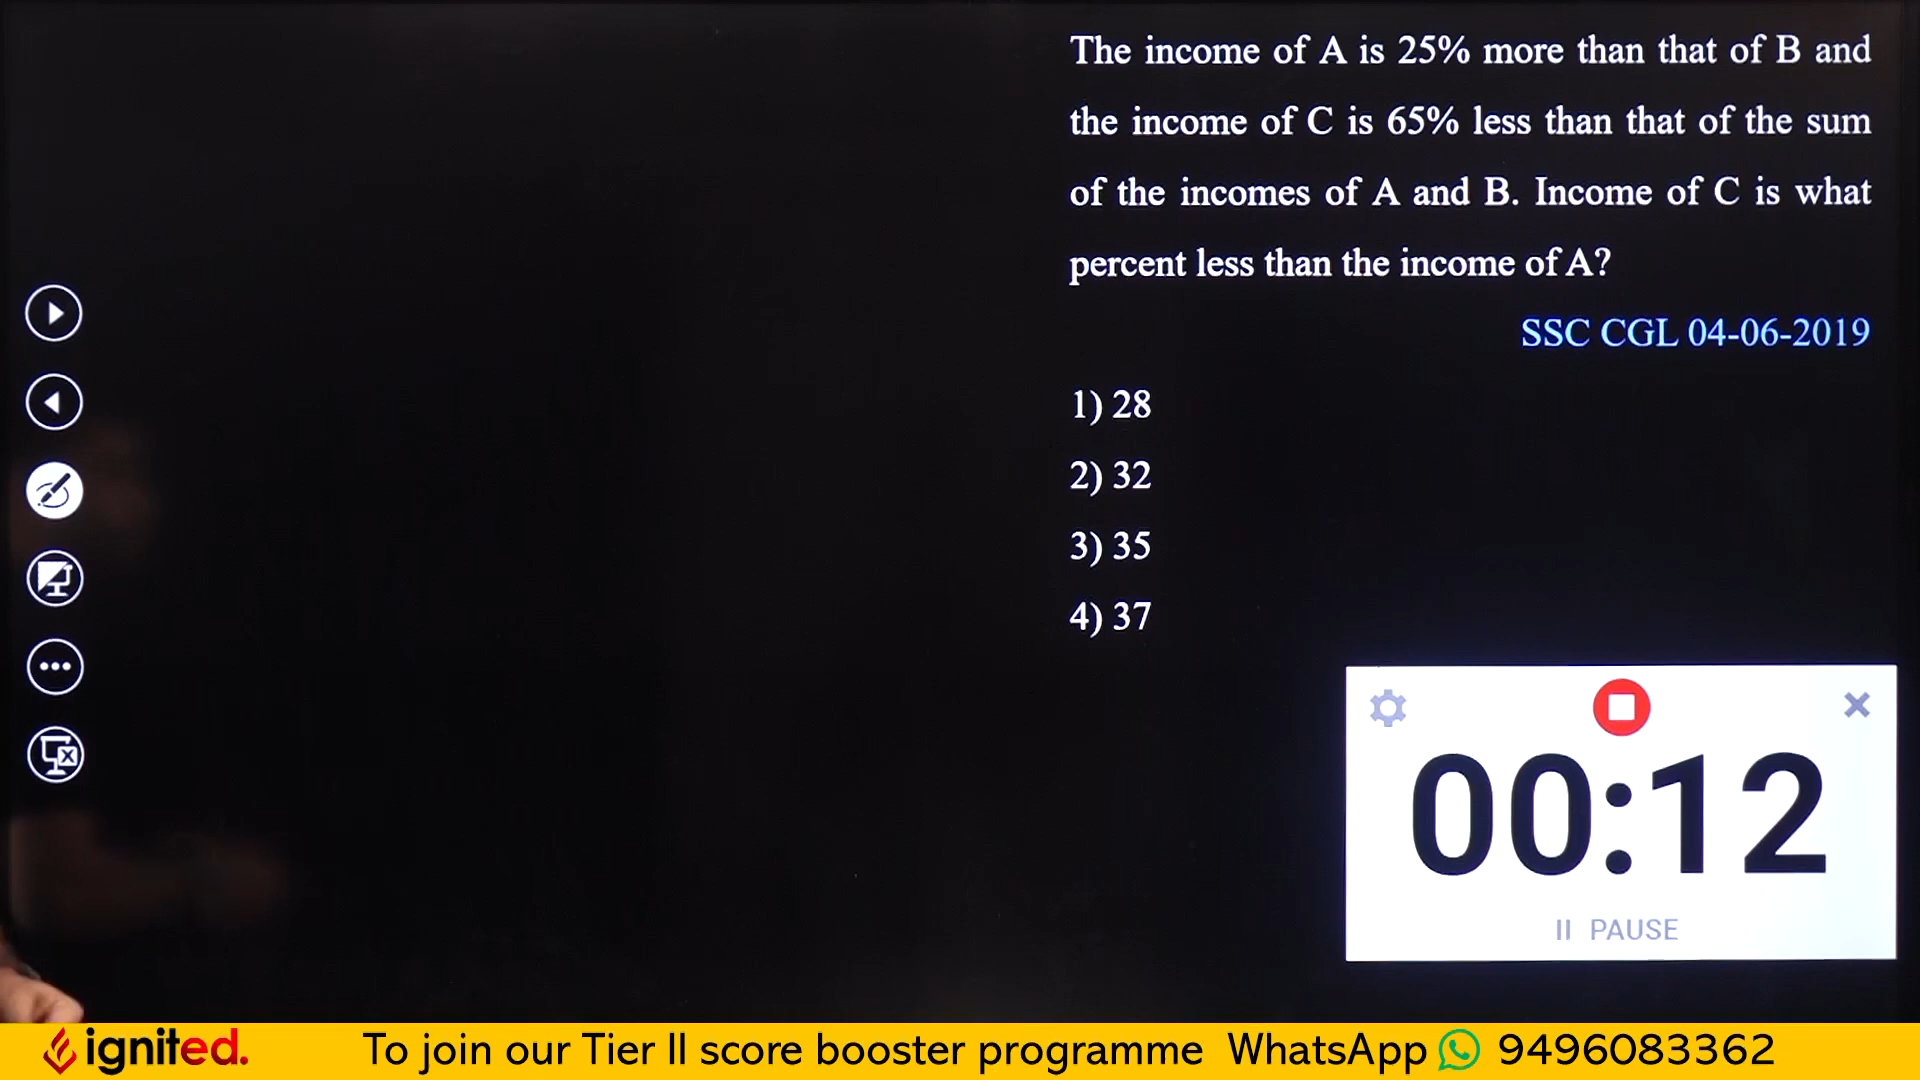 The income of A is 25% more than that of B and
the income of C is 65% less than that of the sum
of the incomes of A and B. Income of C is what
percent less than the income of A?
SSC CGL 04-06-2019
1) 28
2) 32
3) 35
4) 37
00:12
II PAUSE
ignited.
To join our Tier II score booster programme WhatsApp 9496083362